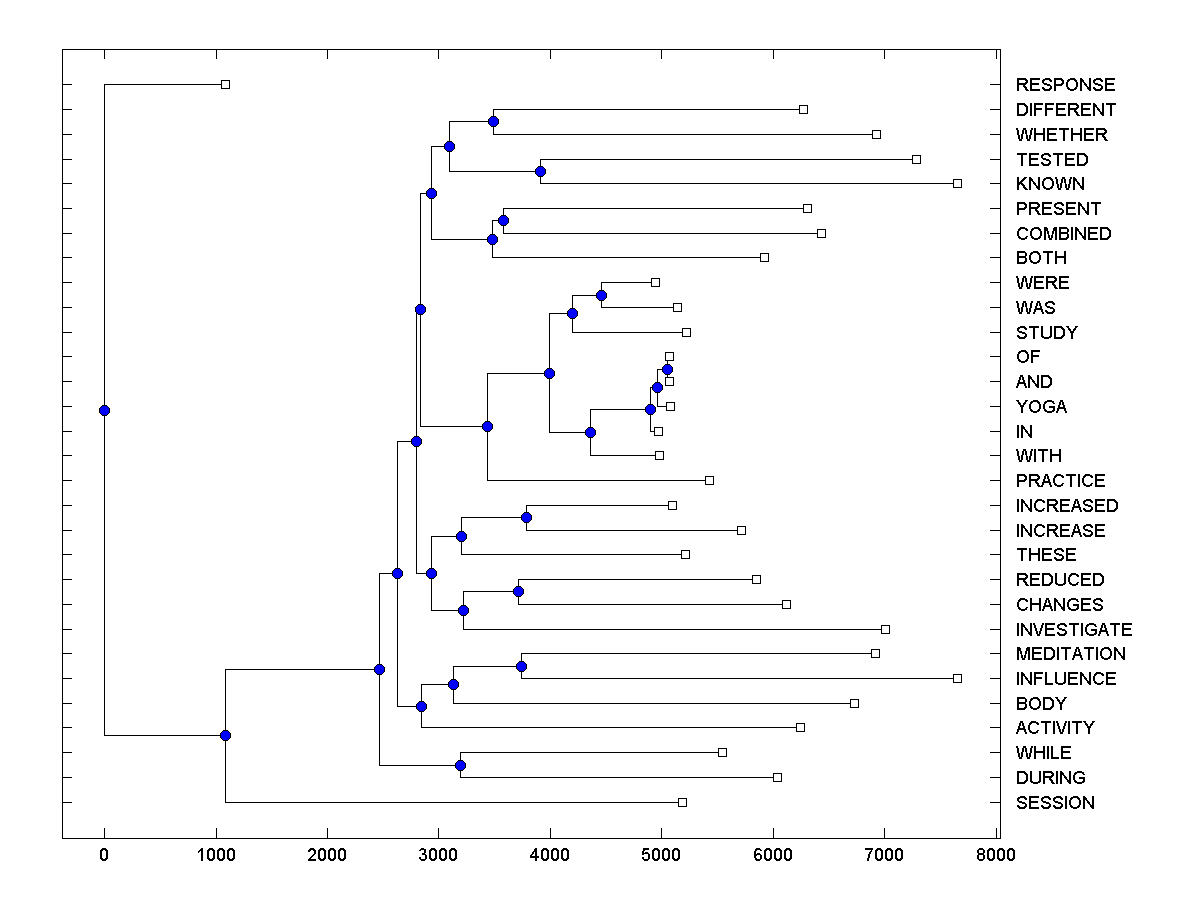 RESPONSE
DIFFERENT
WHETHER
TESTED
KNOWN
PRESENT
COMBINED
BOTH
WERE
WAS
STUDY
OF
AND
YOGA
IN
WITH
PRACTICE
INCREASED
INCREASE
THESE
REDUCED
CHANGES
INVESTIGATE
MEDITATION
INFLUENCE
BODY
ACTIVITY
WHILE
DURING
SESSION
0 1000 2000 3000 4000 5000 6000 7000 8000